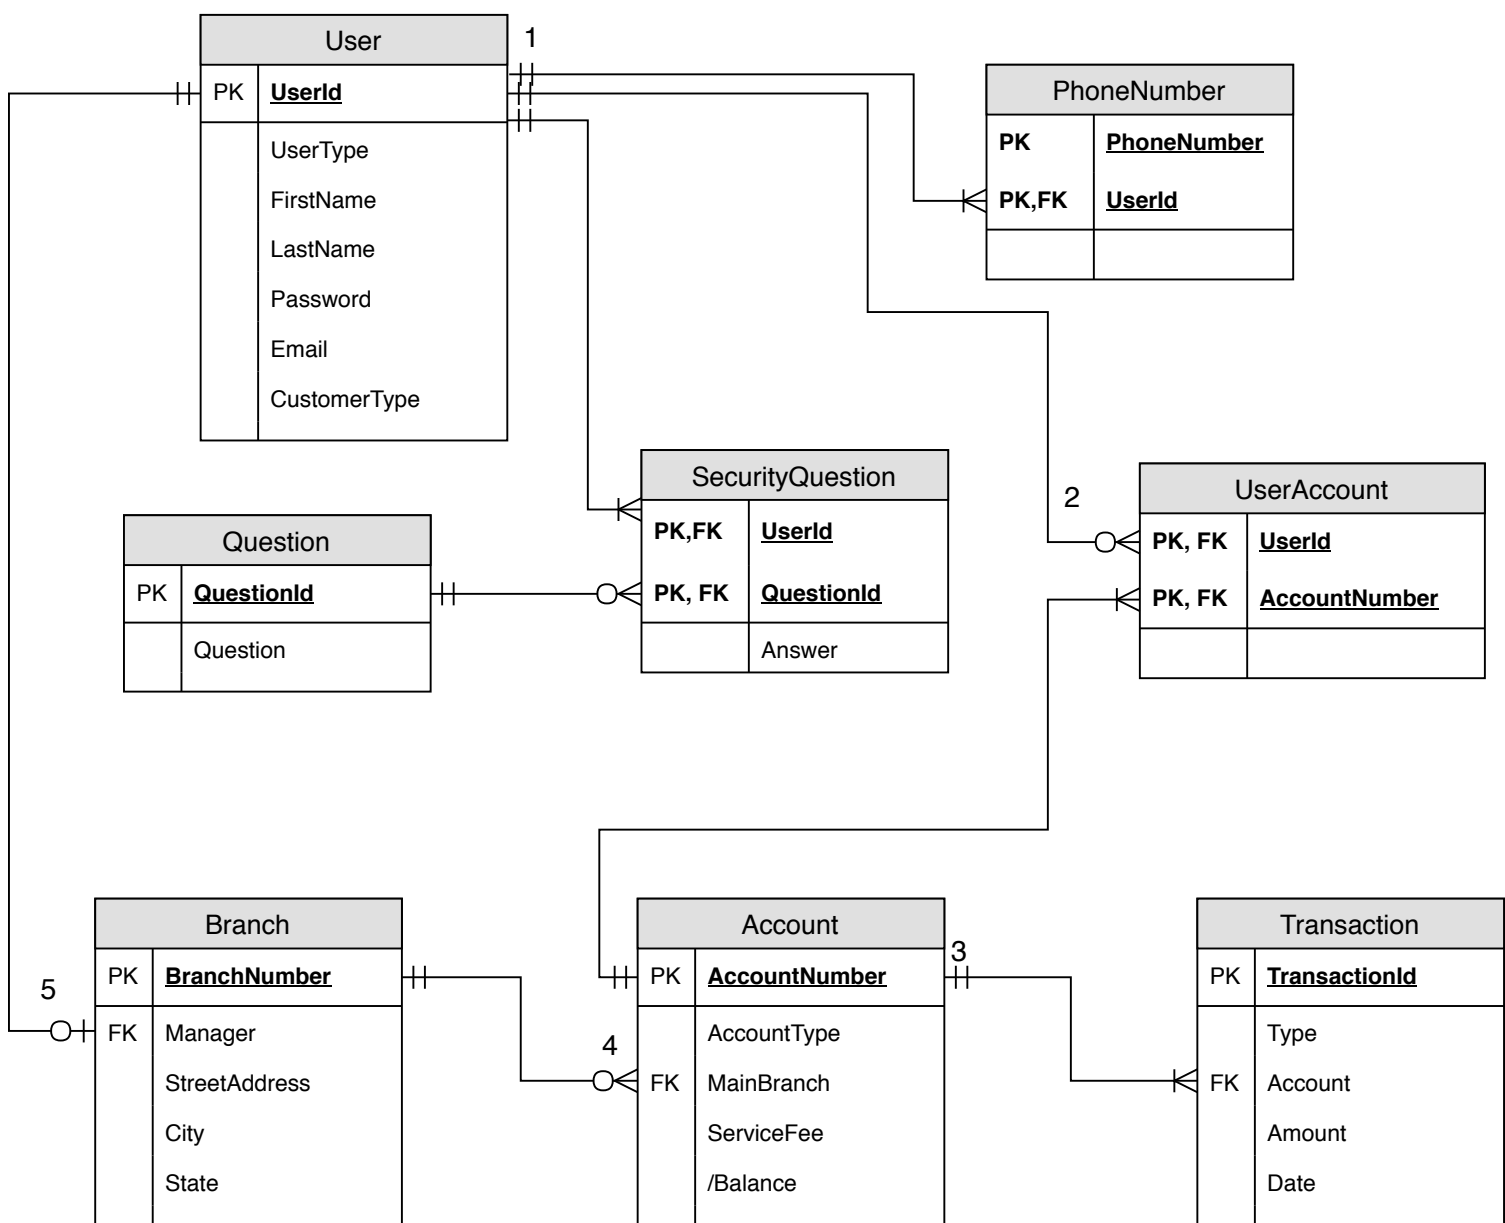 User
PK UserId
UserType
FirstName
LastName
Password
Email
CustomerType
1
PhoneNumber
PK PhoneNumber
PK,FK UserId
SecurityQuestion
PK,FK UserId
PK, FK QuestionId
Answer
Question
PK QuestionId
Question
2
UserAccount
PK, FK UserId
PK, FK AccountNumber
5
Branch
PK BranchNumber
FK Manager
StreetAddress
City
State
4
Account
PK AccountNumber
AccountType
FK MainBranch
ServiceFee
/Balance
3
Transaction
PK TransactionId
Type
FK Account
Amount
Date